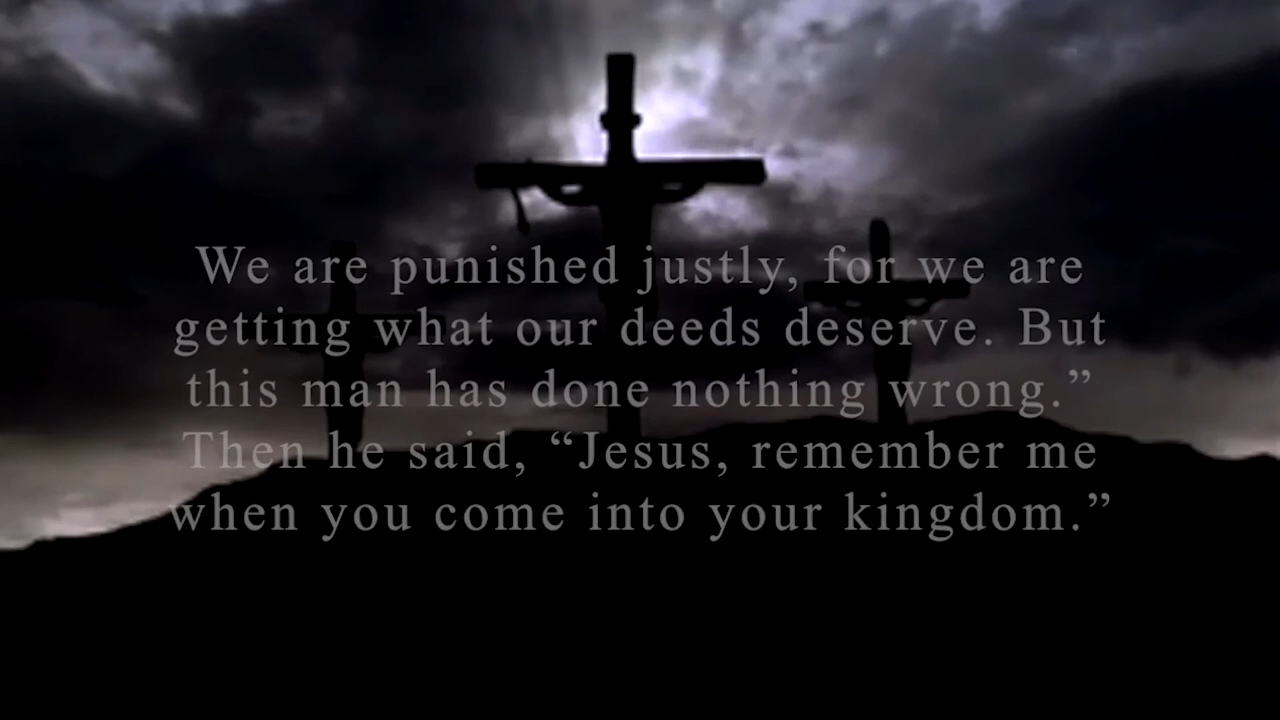 We are punished justly, for we are
getting what our deeds deserve. But
this man has done nothing wrong.”
Then he said, “Jesus, remember me
when you come into your kingdom.”